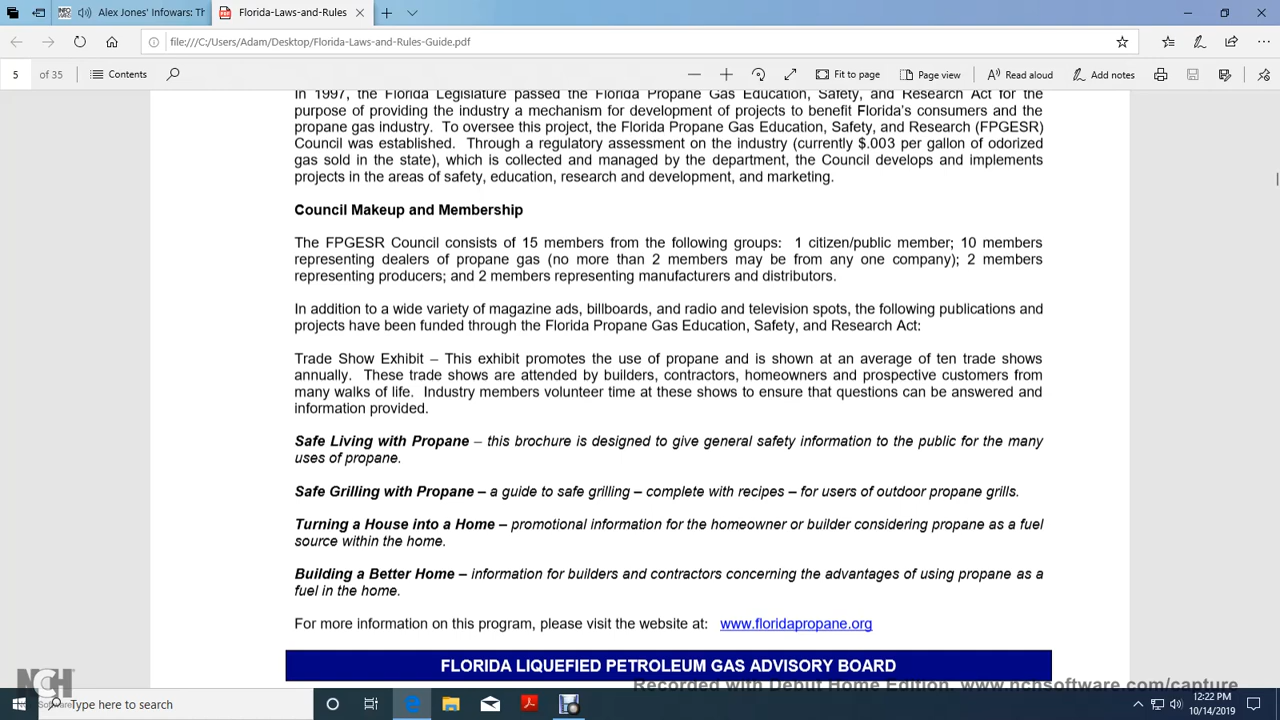 Alex Jones' Infowars: Th
Florida-Laws-and-Rules
file:///C:/Users/Adam/Desktop/Florida-Laws-and-Rules-Guide.pdf
5 of 35 Contents Fit to page Page view Read aloud Add notes
In 1997, the Florida Legislature passed the Florida Propane Gas Education, Safety, and Research Act for the
purpose of providing the industry a mechanism for development of projects to benefit Florida's consumers and the
propane gas industry. To oversee this project, the Florida Propane Gas Education, Safety, and Research (FPGESR)
Council was established. Through a regulatory assessment on the industry (currently $.003 per gallon of odorized
gas sold in the state), which is collected and managed by the department, the Council develops and implements
projects in the areas of safety, education, research and development, and marketing.
Council Makeup and Membership
The FPGESR Council consists of 15 members from the following groups: 1 citizen/public member; 10 members
representing dealers of propane gas (no more than 2 members may be from any one company); 2 members
representing producers; and 2 members representing manufacturers and distributors.
In addition to a wide variety of magazine ads, billboards, and radio and television spots, the following publications and
projects have been funded through the Florida Propane Gas Education, Safety, and Research Act:
Trade Show Exhibit – This exhibit promotes the use of propane and is shown at an average of ten trade shows
annually. These trade shows are attended by builders, contractors, homeowners and prospective customers from
many walks of life. Industry members volunteer time at these shows to ensure that questions can be answered and
information provided.
Safe Living with Propane – this brochure is designed to give general safety information to the public for the many
uses of propane.
Safe Grilling with Propane – a guide to safe grilling – complete with recipes – for users of outdoor propane grills.
Turning a House into a Home – promotional information for the homeowner or builder considering propane as a fuel
source within the home.
Building a Better Home – information for builders and contractors concerning the advantages of using propane as a
fuel in the home.
For more information on this program, please visit the website at: www.floridapropane.org
FLORIDA LIQUEFIED PETROLEUM GAS ADVISORY BOARD
Recorded with Debut Home Edition. www.nchsoftware.com/capture
NCH Software
Type here to search
12:22 PM
10/14/2019